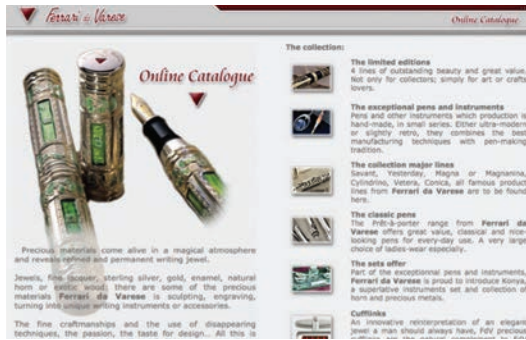 Ferrari da Varese
Online Catalogue
Online Catalogue
Precious materials come alive in a magical atmosphere
and reveals refined and permanent writing jewel.
Jewels, fine lacquer, sterling silver, gold, enamel, natural
horn or exotic wood: there are some of the precious
materials Ferrari da Varese is sculpting, engraving,
turning into unique writing instruments or accessories.
The fine craftmanships and the use of disappearing
techniques, the passion, the taste for design... All this is
The collection:
The limited editions
4 lines of outstanding beauty and great value.
Not only for collectors; simply for art or crafts
lovers.
The exceptional pens and instruments
Pens and other instruments which production is
hand-made, in small series. Either ultra-modern
or slightly retro, they combines the best
manufacturing techniques with pen-making
tradition.
The collection major lines
Savant, Yesterday, Magna or Magnanina,
Cylindrino, Vetera, Conica, all famous product
lines from Ferrari da Varese are to be found
here.
The classic pens
The Prêt-à-porter range from Ferrari da
Varese offers great value, classical and nice-
looking pens for every-day use. A very large
choice of ladies-wear especially.
The sets offer
Part of the exceptionnal pens and instruments,
Ferrari da Varese is proud to introduce Konya,
a superlative instruments set and collection of
horn and precious metals.
Cufflinks
An innovative reinterpretation of an elegant
jewel a man should always have, FdV precious